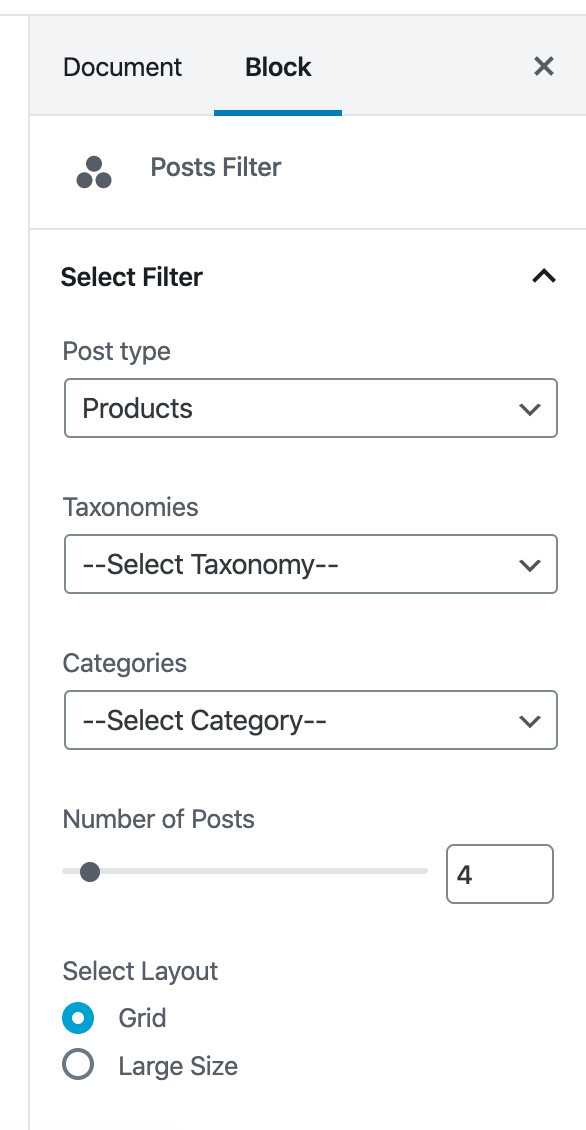 Document Block
Posts Filter
Select Filter
Post type
Products
Taxonomies
--Select Taxonomy--
Categories
--Select Category--
Number of Posts
4
Select Layout
Grid
Large Size